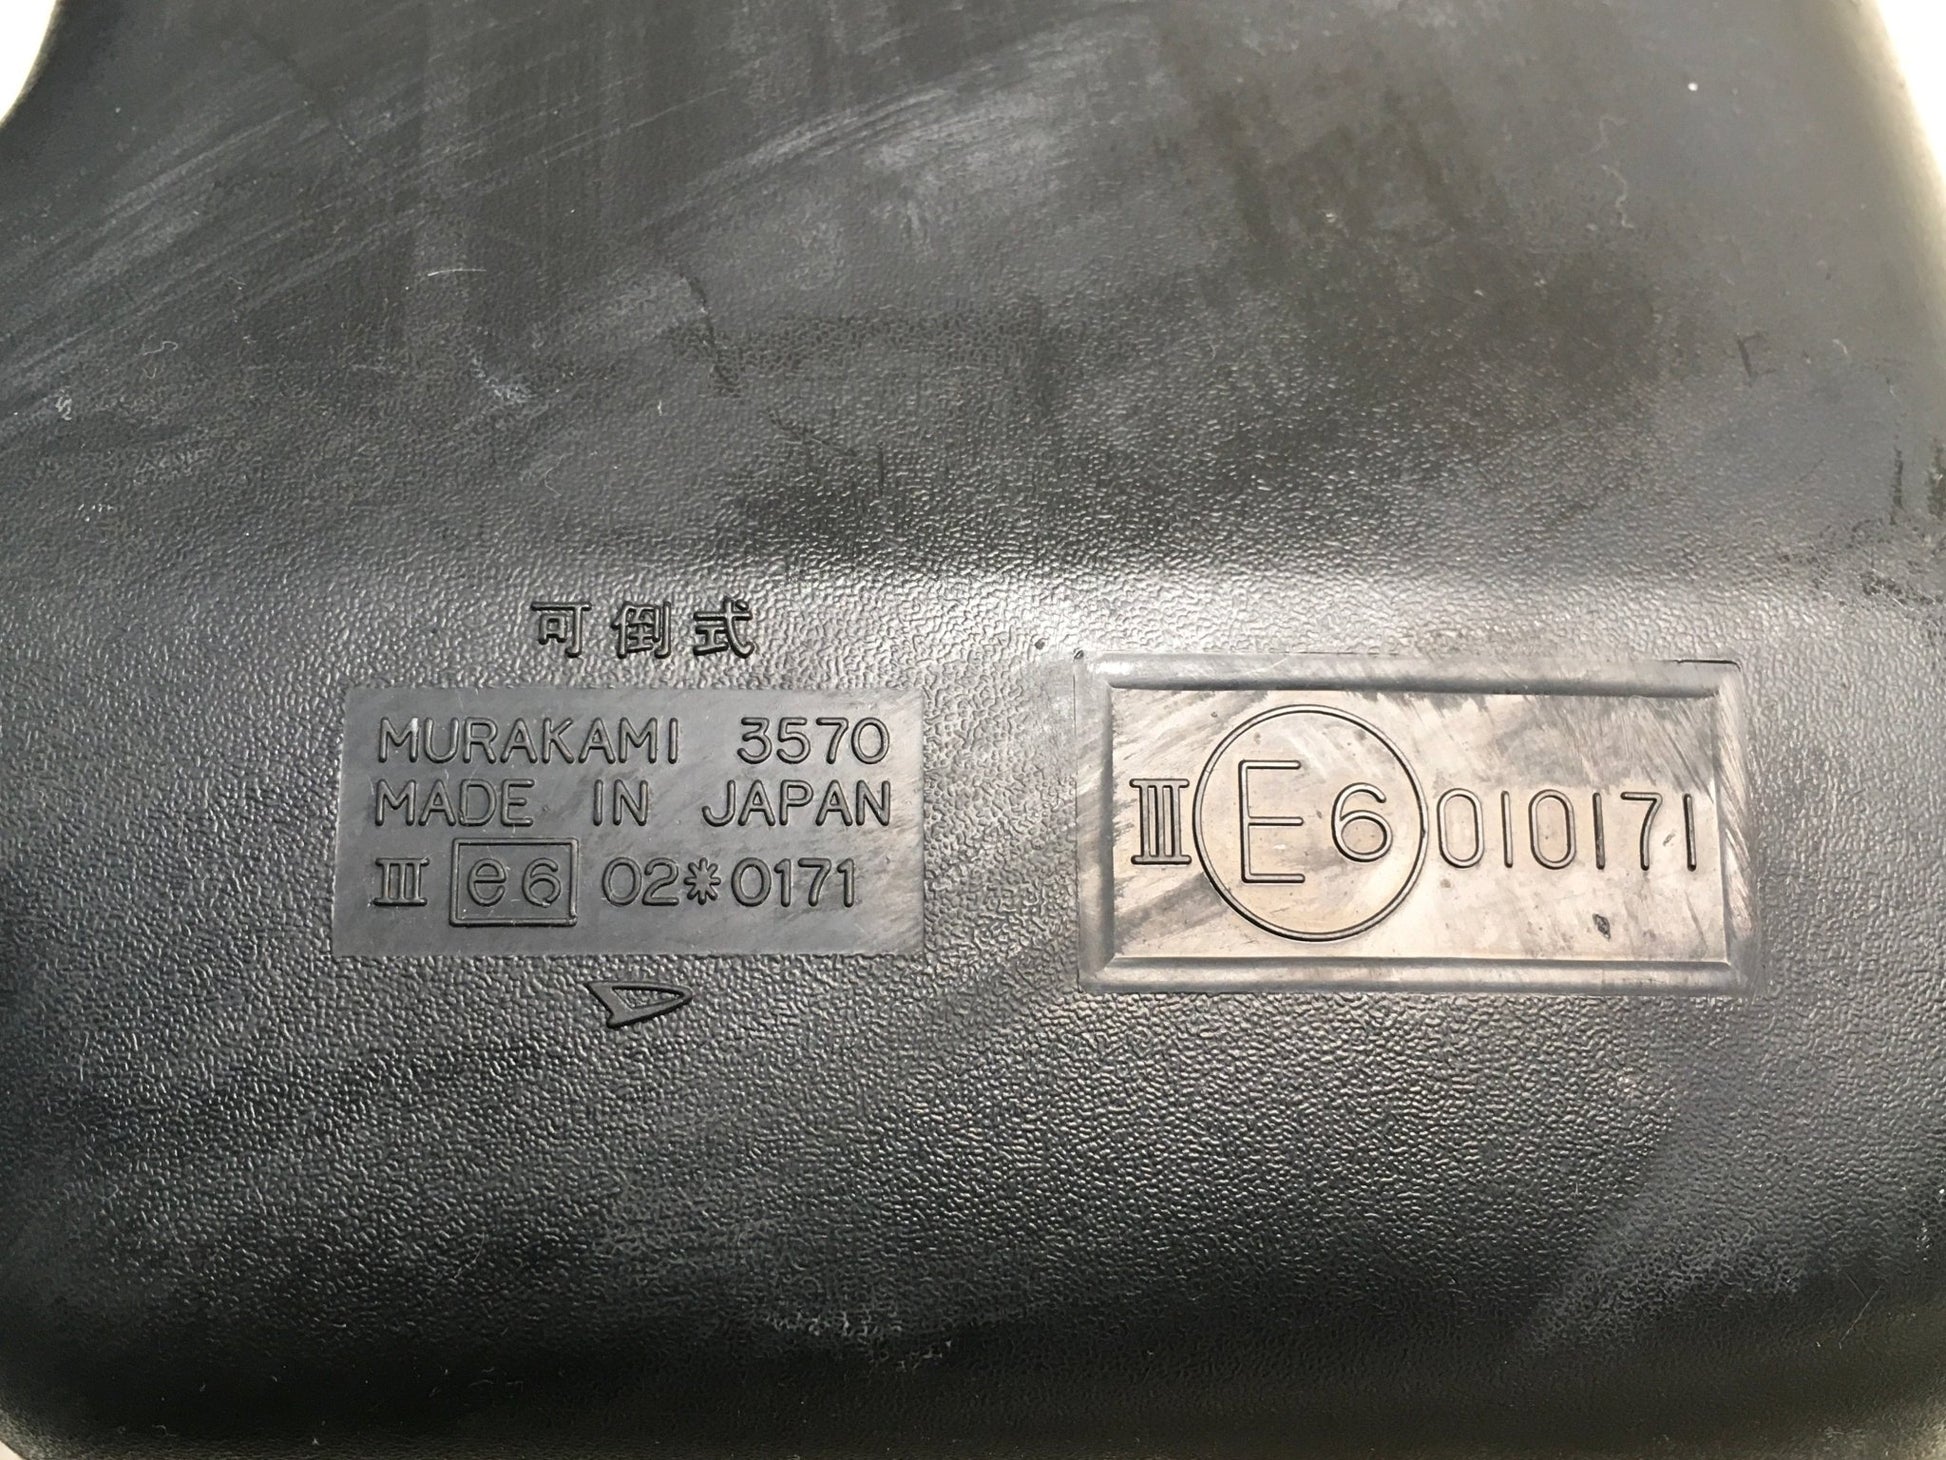 可倒式
MURAKAMI 3570
MADE IN JAPAN
III e6 02*0171
III E6 010171